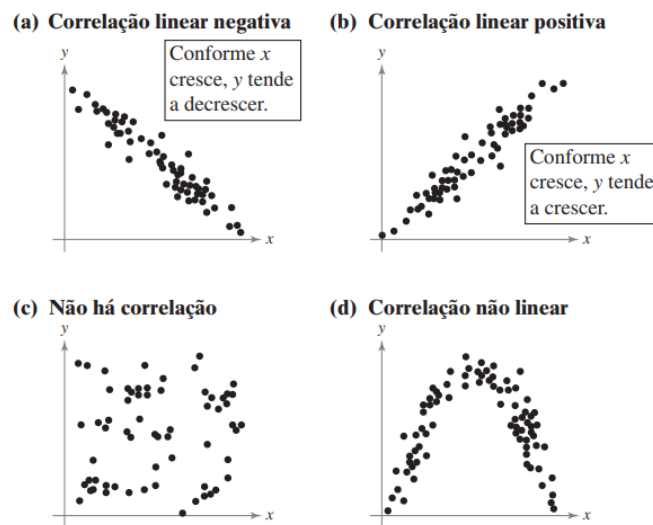 (a) Correlação linear negativa
y
Conforme x
cresce, y tende
a decrescer.
x
(b) Correlação linear positiva
y
Conforme x
cresce, y tende
a crescer.
x
(c) Não há correlação
y
x
(d) Correlação não linear
y
x